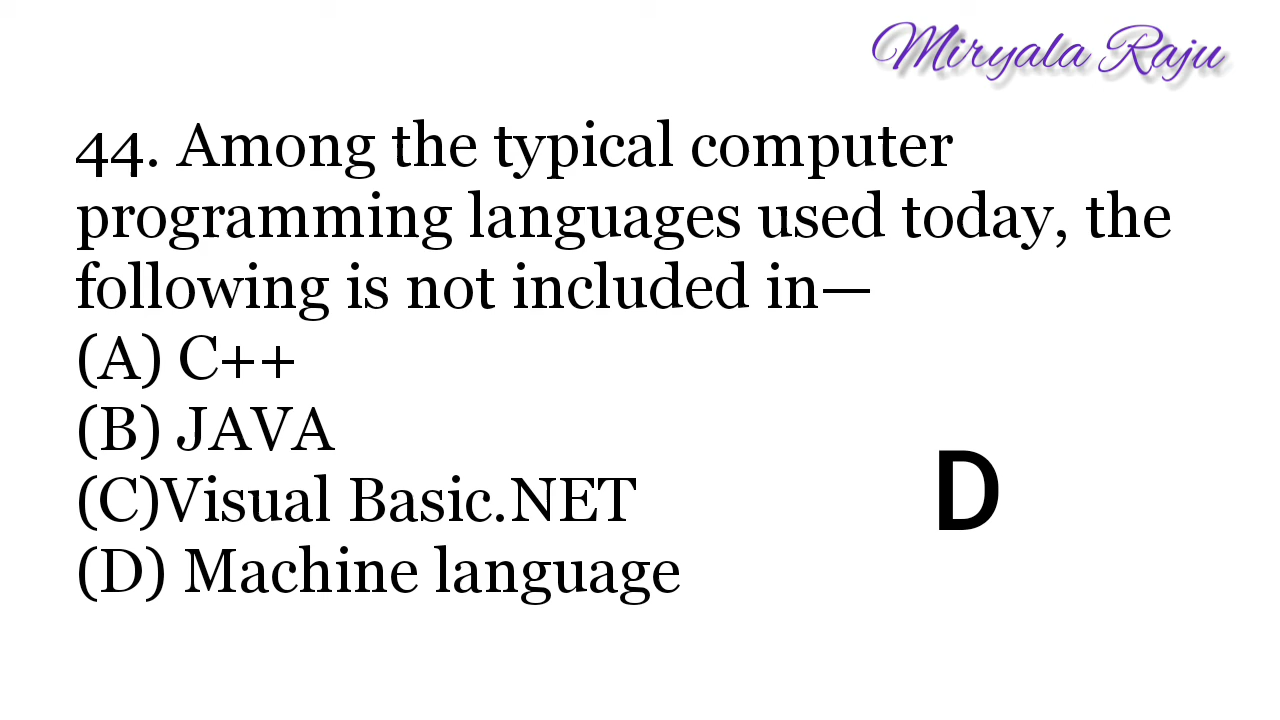 Miryala Raju
44. Among the typical computer
programming languages used today, the
following is not included in—
(A) C++
(B) JAVA
(C)Visual Basic.NET
(D) Machine language
D